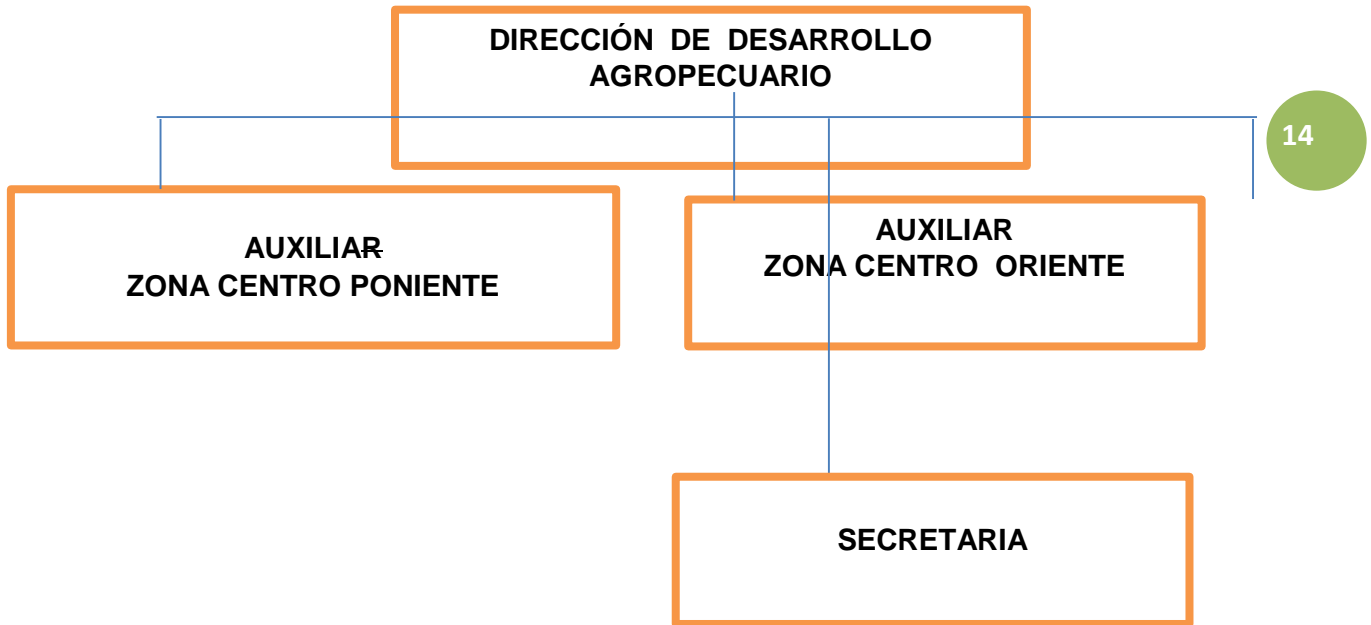 DIRECCIÓN DE DESARROLLO
AGROPECUARIO
14
AUXILIAR
ZONA CENTRO PONIENTE
AUXILIAR
ZONA CENTRO ORIENTE
SECRETARIA